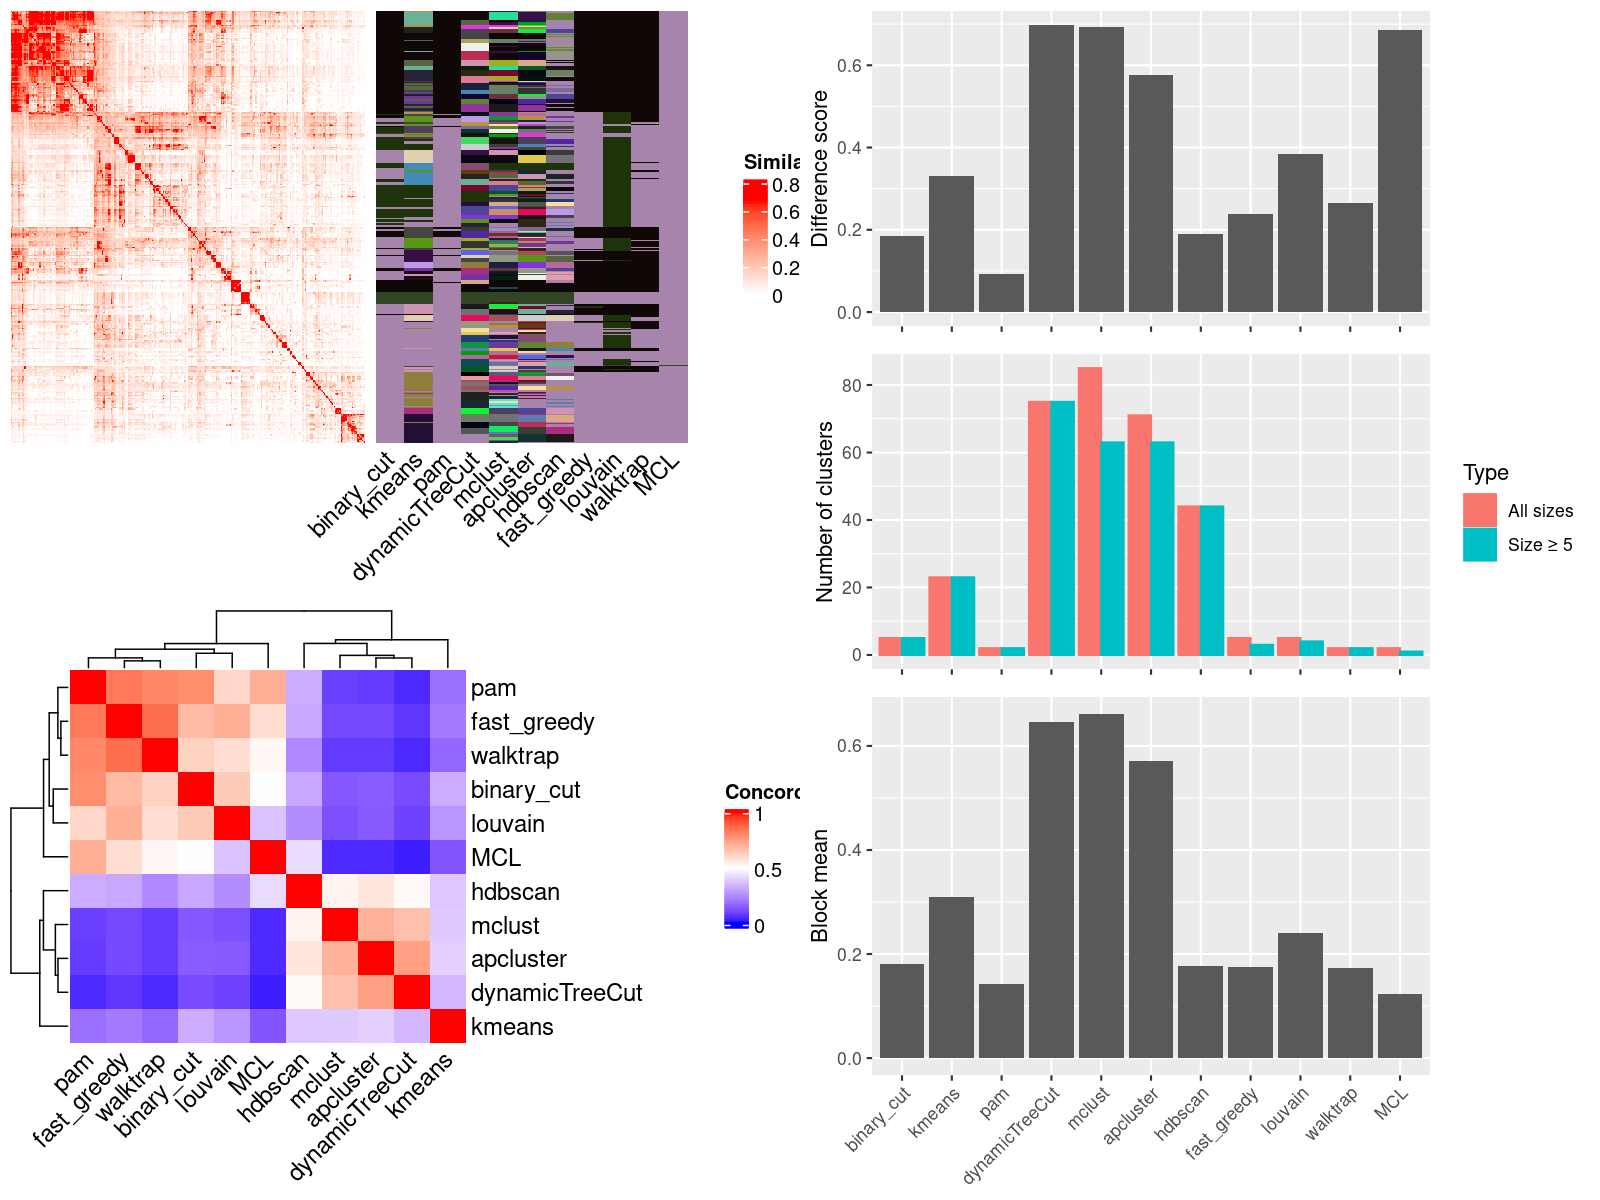 Simila
0.8
0.6
0.4
0.2
0
binary_cut
kmeans
pam
dynamicTreeCut
mclust
apcluster
hdbscan
fast_greedy
louvain
walktrap
MCL
pam
fast_greedy
walktrap
binary_cut
louvain
MCL
hdbscan
mclust
apcluster
dynamicTreeCut
kmeans
pam
fast_greedy
walktrap
binary_cut
louvain
MCL
hdbscan
mclust
apcluster
dynamicTreeCut
kmeans
Concord
1
0.5
0
Difference score
0.6
0.4
0.2
0.0
Number of clusters
80
60
40
20
0
Type
All sizes
Size ≥ 5
Block mean
0.6
0.4
0.2
0.0
binary_cut
kmeans
pam
dynamicTreeCut
mclust
apcluster
hdbscan
fast_greedy
louvain
walktrap
MCL